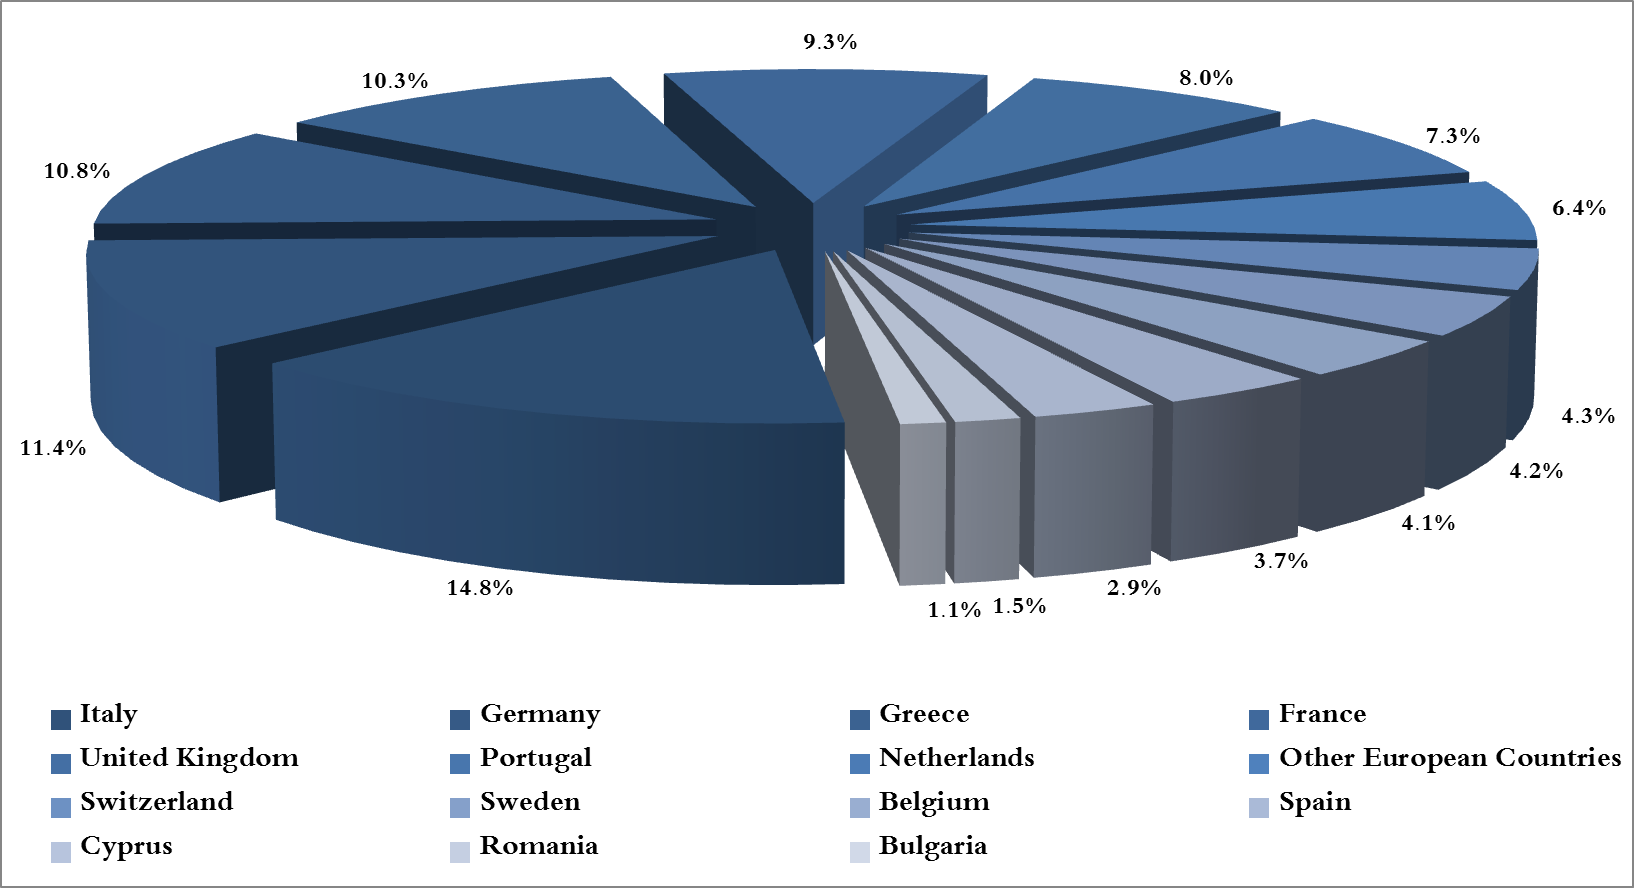 9.3%
10.3%
8.0%
7.3%
10.8%
6.4%
11.4%
4.3%
4.2%
4.1%
3.7%
14.8%
2.9%
1.1%
1.5%
Italy
Germany
Greece
France
United Kingdom
Portugal
Netherlands
Other European Countries
Switzerland
Sweden
Belgium
Spain
Cyprus
Romania
Bulgaria